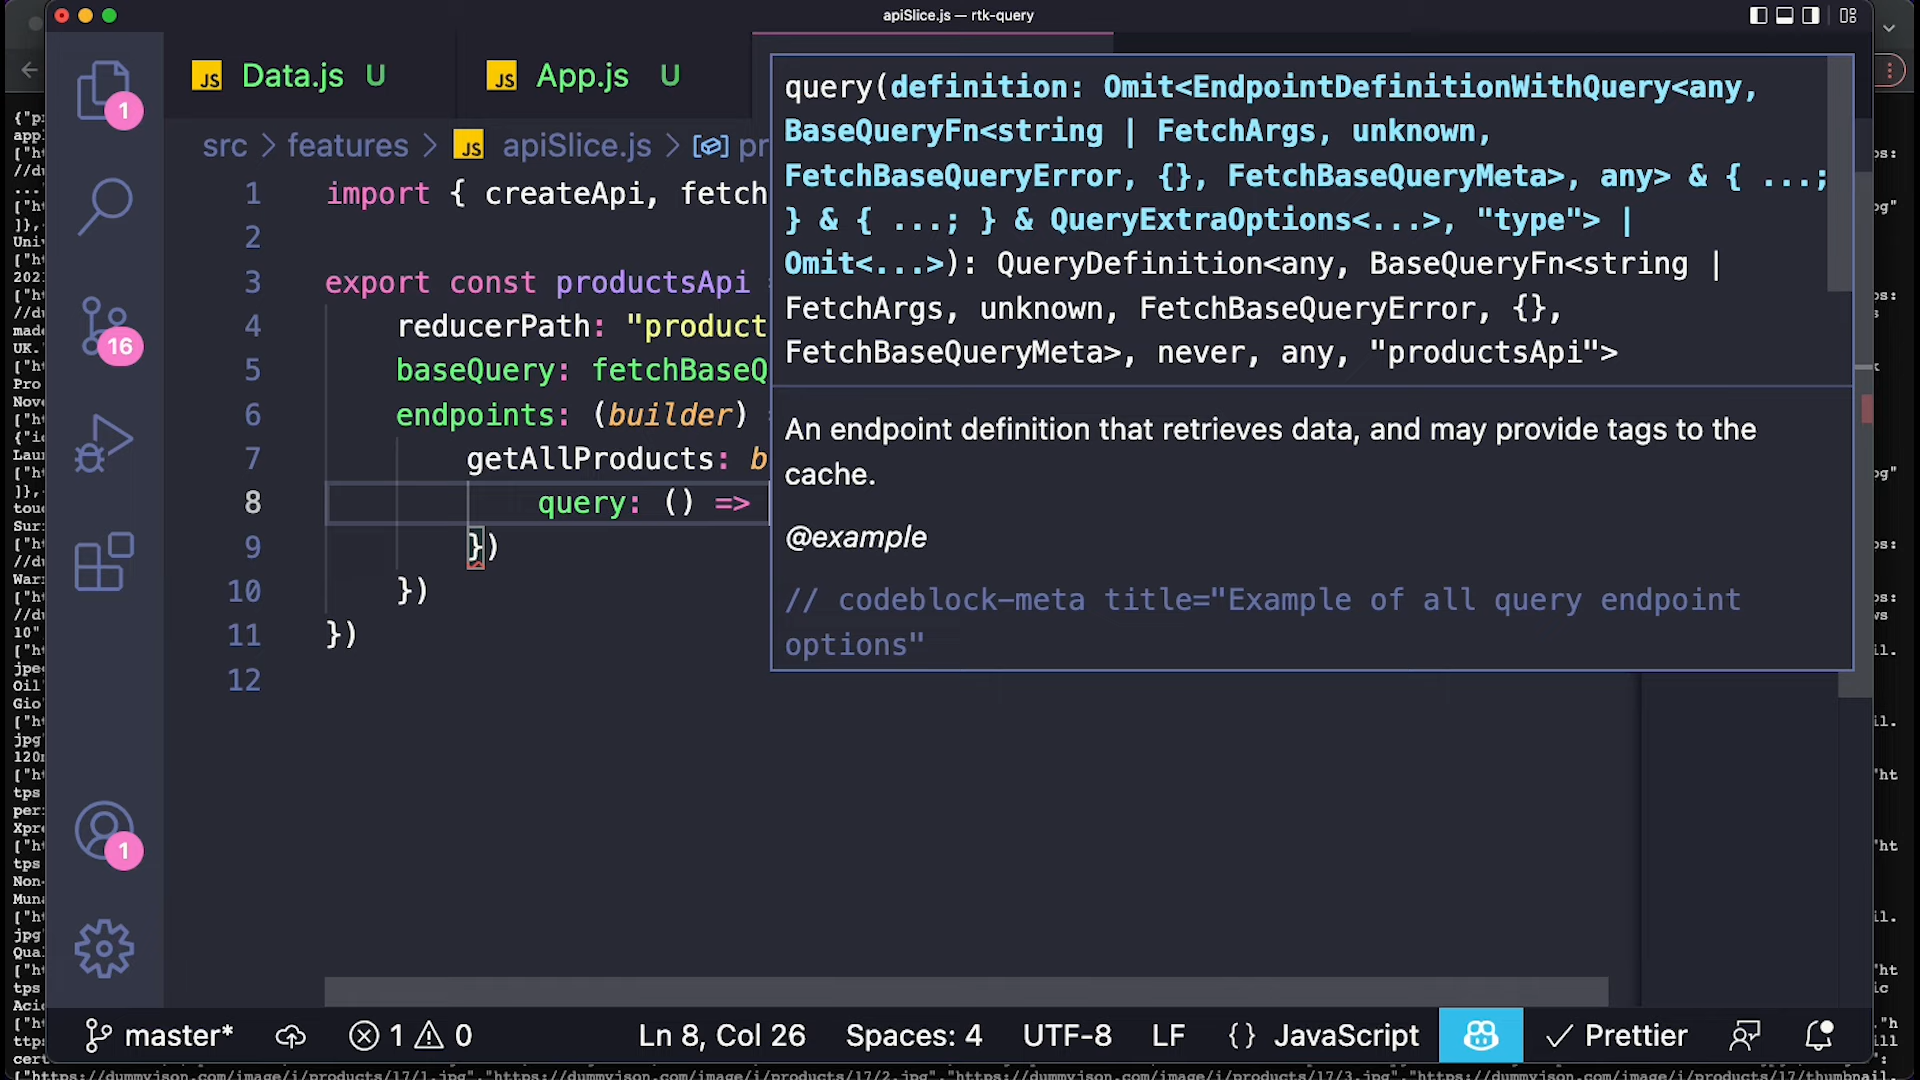 apiSlice.js — rtk-query
JS Data.js U
JS App.js U
src > features > JS apiSlice.js > pr
1 import { createApi, fetch
2
3 export const productsApi
4 reducerPath: "product
5 baseQuery: fetchBaseQ
6 endpoints: (builder)
7 getAllProducts: b
8 query: () =>
9 })
10 })
11 })
12
query(definition: Omit<EndpointDefinitionWithQuery<any,
BaseQueryFn<string | FetchArgs, unknown,
FetchBaseQueryError, {}, FetchBaseQueryMeta>, any> & { ...;
} & { ...; } & QueryExtraOptions<...>, "type"> |
Omit<...>): QueryDefinition<any, BaseQueryFn<string |
FetchArgs, unknown, FetchBaseQueryError, {},
FetchBaseQueryMeta>, never, any, "productsApi">
An endpoint definition that retrieves data, and may provide tags to the
cache.
@example
// codeblock-meta title="Example of all query endpoint
options"
1
16
1
master* 1 0 Ln 8, Col 26 Spaces: 4 UTF-8 LF {} JavaScript Prettier